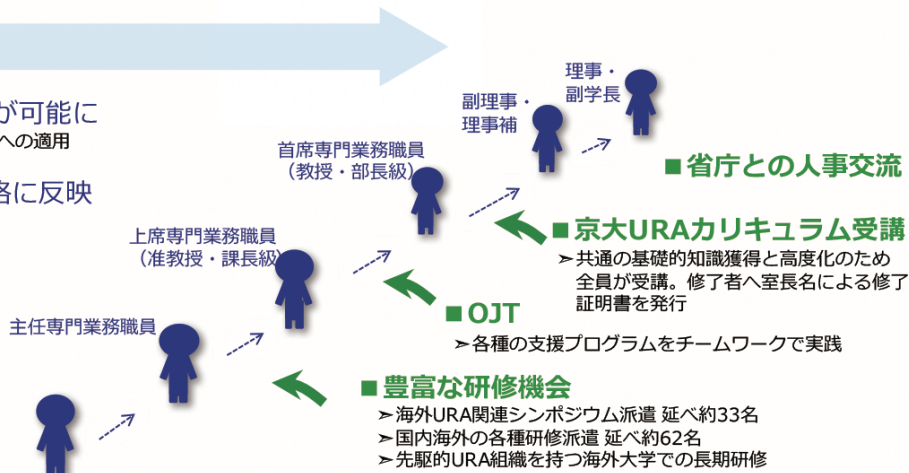 が可能に
への適用
格に反映
理事・
副学長
副理事・
理事補
首席専門業務職員
（教授・部長級）
上席専門業務職員
（准教授・課長級）
主任専門業務職員
■省庁との人事交流
■京大URAカリキュラム受講
➢共通の基礎的知識獲得と高度化のため
全員が受講。修了者へ室長名による修了
証明書を発行
■OJT
➢各種の支援プログラムをチームワークで実践
■豊富な研修機会
➢海外URA関連シンポジウム派遣 延べ約33名
➢国内海外の各種研修派遣 延べ約62名
➢先駆的URA組織を持つ海外大学での長期研修